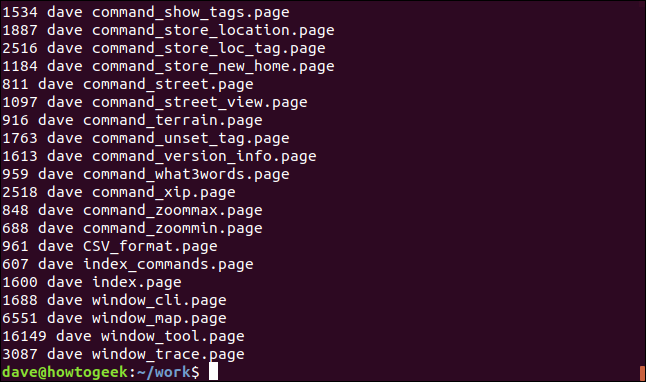 1534 dave command_show_tags.page
1887 dave command_store_location.page
2516 dave command_store_loc_tag.page
1184 dave command_store_new_home.page
811 dave command_street.page
1097 dave command_street_view.page
916 dave command_terrain.page
1763 dave command_unset_tag.page
1613 dave command_version_info.page
959 dave command_what3words.page
2518 dave command_xip.page
848 dave command_zoommax.page
688 dave command_zoommin.page
961 dave CSV_format.page
607 dave index_commands.page
1600 dave index.page
1688 dave window_cli.page
6551 dave window_map.page
16149 dave window_tool.page
3087 dave window_trace.page
dave@howtogeek:~/work$